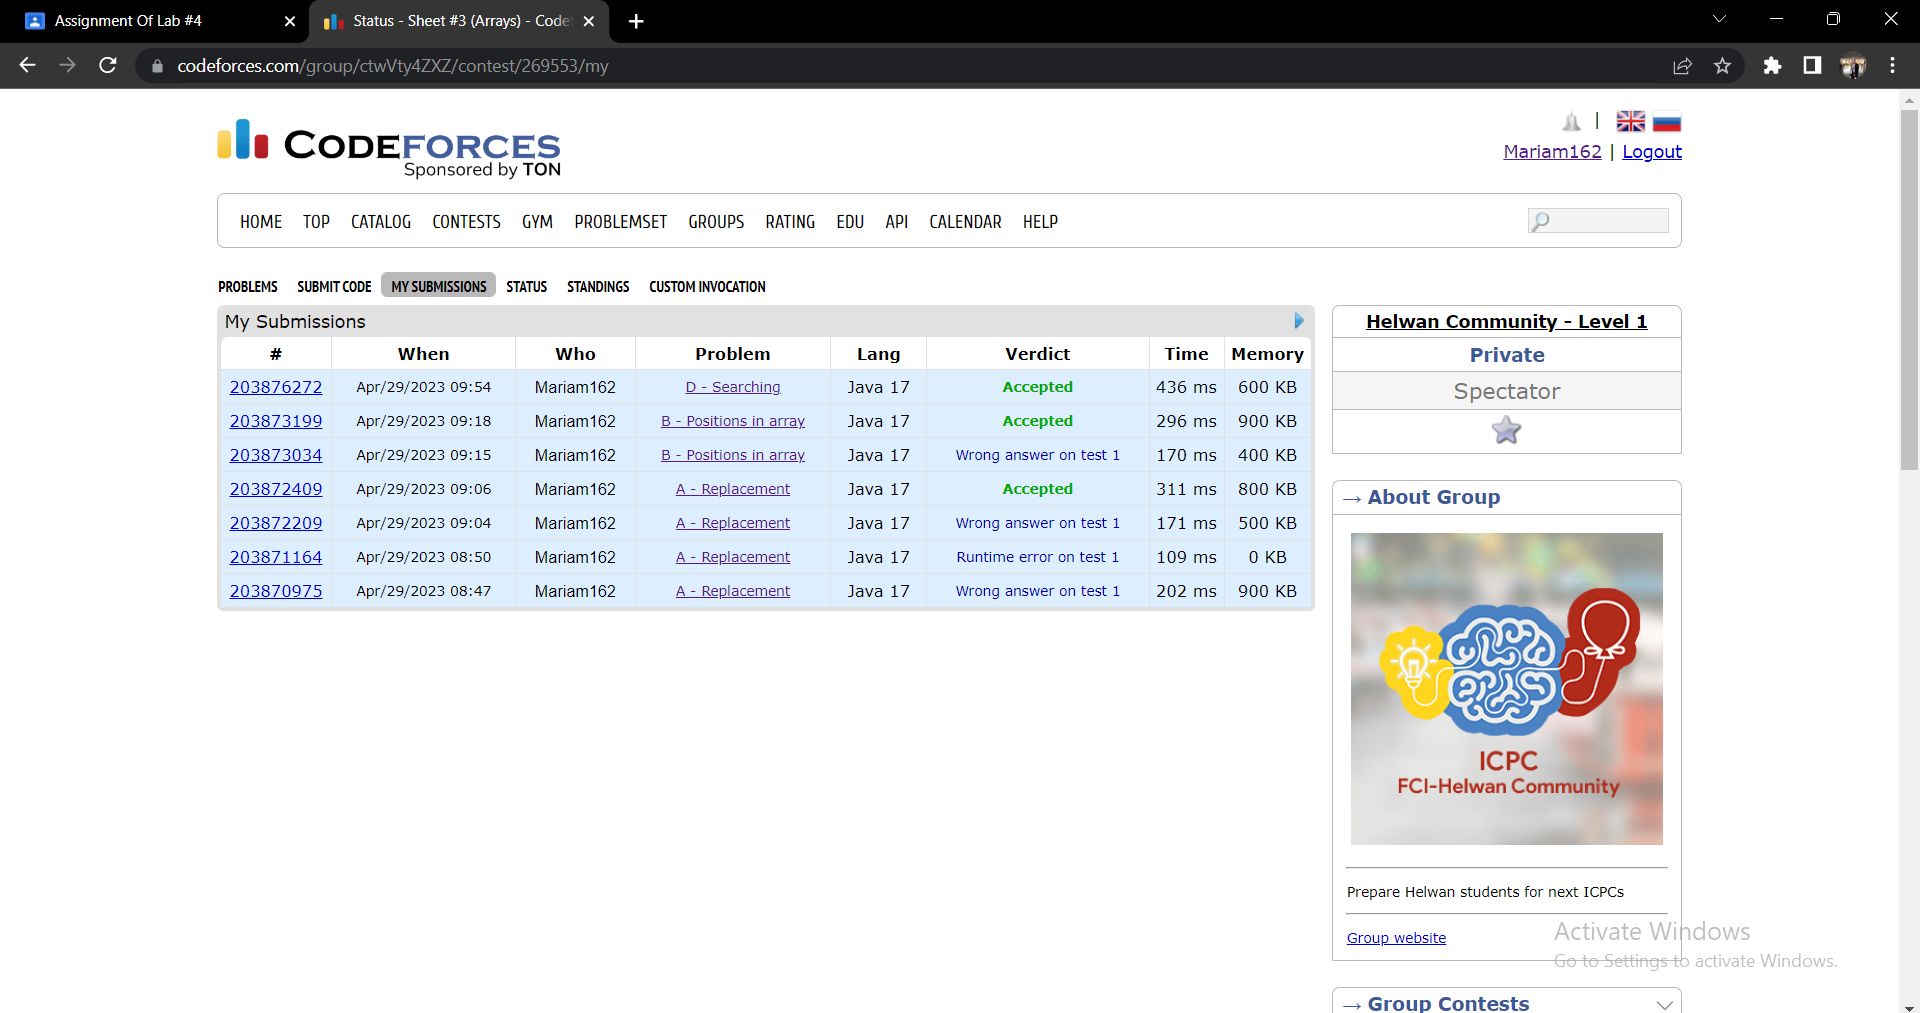 Assignment Of Lab #4
Status - Sheet #3 (Arrays) - Code
codeforces.com/group/ctwVty4ZXZ/contest/269553/my
CODEFORCES
Sponsored by TON
Mariam162 | Logout
HOME TOP CATALOG CONTESTS GYM PROBLEMSET GROUPS RATING EDU API CALENDAR HELP
PROBLEMS SUBMIT CODE MY SUBMISSIONS STATUS STANDINGS CUSTOM INVOCATION
My Submissions
# When Who Problem Lang Verdict Time Memory
203876272 Apr/29/2023 09:54 Mariam162 D - Searching Java 17 Accepted 436 ms 600 KB
203873199 Apr/29/2023 09:18 Mariam162 B - Positions in array Java 17 Accepted 296 ms 900 KB
203873034 Apr/29/2023 09:15 Mariam162 B - Positions in array Java 17 Wrong answer on test 1 170 ms 400 KB
203872409 Apr/29/2023 09:06 Mariam162 A - Replacement Java 17 Accepted 311 ms 800 KB
203872209 Apr/29/2023 09:04 Mariam162 A - Replacement Java 17 Wrong answer on test 1 171 ms 500 KB
203871164 Apr/29/2023 08:50 Mariam162 A - Replacement Java 17 Runtime error on test 1 109 ms 0 KB
203870975 Apr/29/2023 08:47 Mariam162 A - Replacement Java 17 Wrong answer on test 1 202 ms 900 KB
Helwan Community - Level 1
Private
Spectator
→ About Group
ICPC
FCI-Helwan Community
Prepare Helwan students for next ICPCs
Group website
Activate Windows
Go to Settings to activate Windows.
→ Group Contests